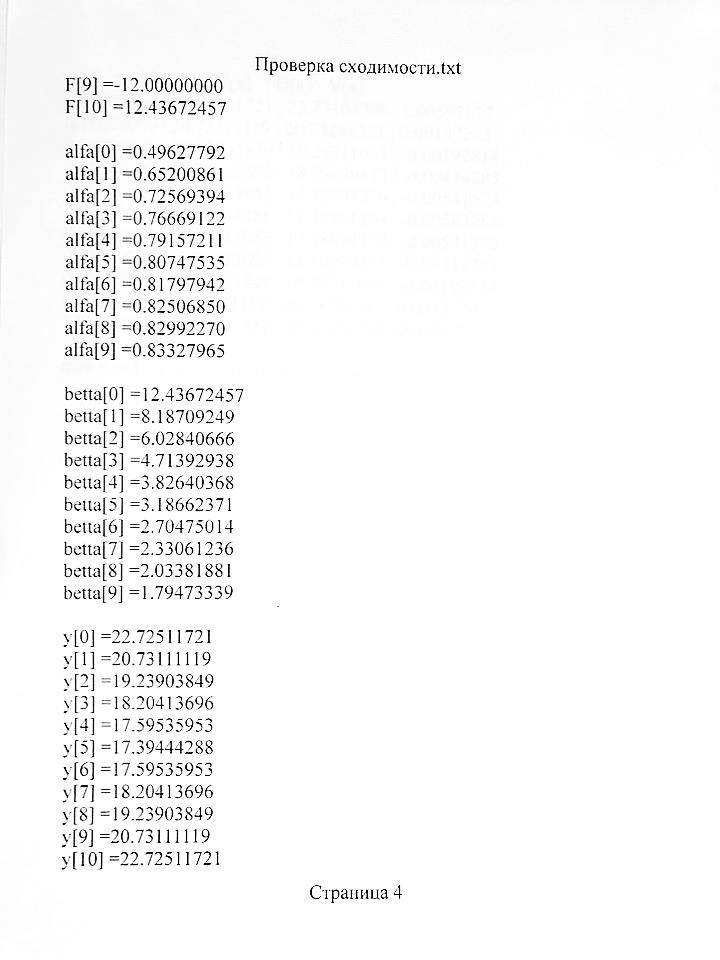 Проверка сходимости.txt
F[9] =-12.00000000
F[10] =12.43672457
alfa[0] =0.49627792
alfa[1] =0.65200861
alfa[2] =0.72569394
alfa[3] =0.76669122
alfa[4] =0.79157211
alfa[5] =0.80747535
alfa[6] =0.81797942
alfa[7] =0.82506850
alfa[8] =0.82992270
alfa[9] =0.83327965
betta[0] =12.43672457
betta[1] =8.18709249
betta[2] =6.02840666
betta[3] =4.71392938
betta[4] =3.82640368
betta[5] =3.18662371
betta[6] =2.70475014
betta[7] =2.33061236
betta[8] =2.03381881
betta[9] =1.79473339
y[0] =22.72511721
y[1] =20.73111119
y[2] =19.23903849
y[3] =18.20413696
y[4] =17.59535953
y[5] =17.39444288
y[6] =17.59535953
y[7] =18.20413696
y[8] =19.23903849
y[9] =20.73111119
y[10] =22.72511721
Страница 4